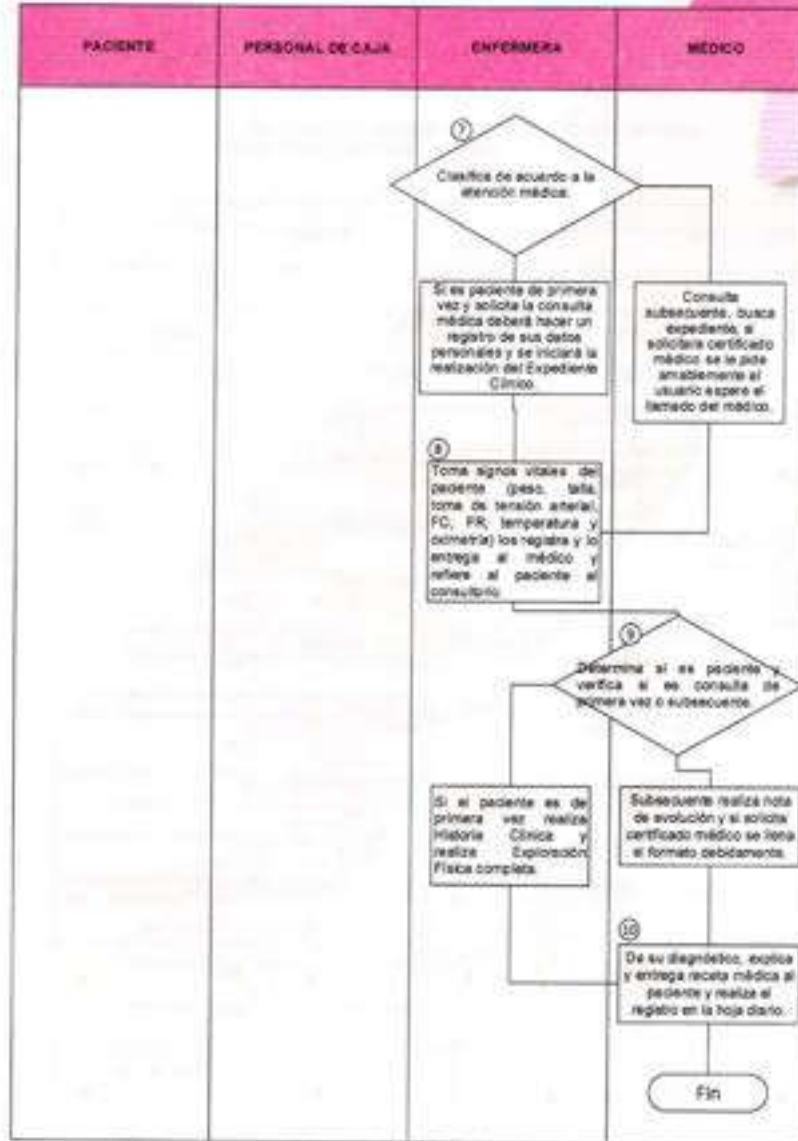 PACIENTE
PERSONAL DE CAJA
ENFERMERA
MÉDICO
7
Clasifica de acuerdo a la
atención médica.
Si es paciente de primera
vez y solicita la consulta
médica deberá hacer un
registro de sus datos
personales y se iniciará la
realización del Expediente
Clínico.
Consulta
subsecuente, busca
expediente, si
solicitara certificado
médico se le pide
amablemente al
usuario espere el
llamado del médico.
8
Toma signos vitales del
paciente (peso, talla,
toma de tensión arterial,
FC, FR, temperatura y
oximetría) los registra y lo
entrega al médico y
refiere al paciente al
consultorio.
9
Determina si es paciente y
verifica si es consulta de
primera vez o subsecuente.
Si el paciente es de
primera vez realiza
Historia Clínica y
realiza Exploración
Física completa.
Subsecuente realiza nota
de evolución y si solicita
certificado médico se llena
el formato debidamente.
10
De su diagnóstico, explica
y entrega receta médica al
paciente y realiza el
registro en la hoja diario.
Fin